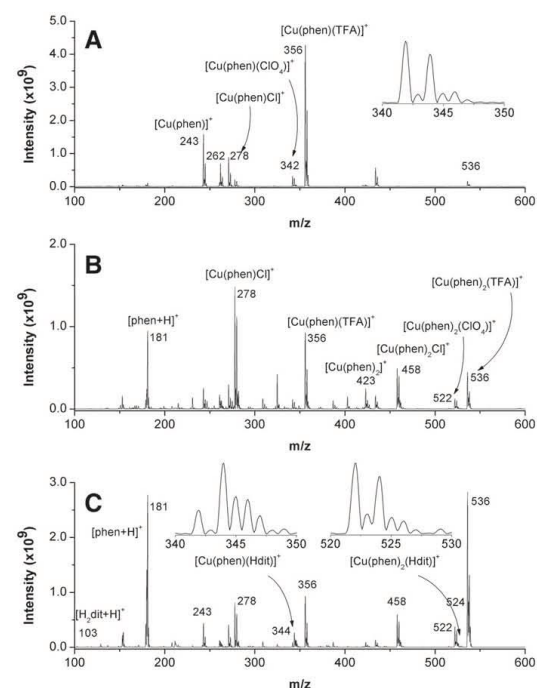 A
[Cu(phen)(TFA)]⁺
356
[Cu(phen)(ClO₄)]⁺
[Cu(phen)Cl]⁺
[Cu(phen)]⁺
243
262
278
342
536
340 345 350
5.0
4.0
3.0
2.0
1.0
0.0
Intensity (x10⁹)
100 200 300 400 500 600
m/z
B
[Cu(phen)Cl]⁺
278
[phen+H]⁺
181
[Cu(phen)(TFA)]⁺
356
[Cu(phen)₂]⁺
423
[Cu(phen)₂Cl]⁺
458
[Cu(phen)₂(ClO₄)]⁺
522
[Cu(phen)₂(TFA)]⁺
536
2.0
1.0
0.0
Intensity (x10⁹)
100 200 300 400 500 600
m/z
C
181
[phen+H]⁺
[H₂dit+H]⁺
103
340 345 350
520 525 530
[Cu(phen)(Hdit)]⁺
[Cu(phen)₂(Hdit)]⁺
243
278
344
356
458
522
524
536
3.0
2.0
1.0
0.0
Intensity (x10⁹)
100 200 300 400 500 600
m/z